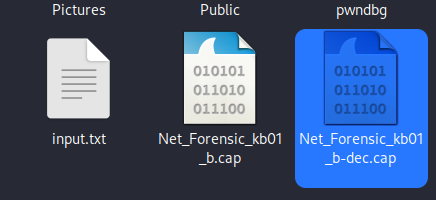 Pictures Public pwndbg
010101 010101
011010 011010
011100 011100
input.txt Net_Forensic_kb01 Net_Forensic_kb01
_b.cap _b-dec.cap